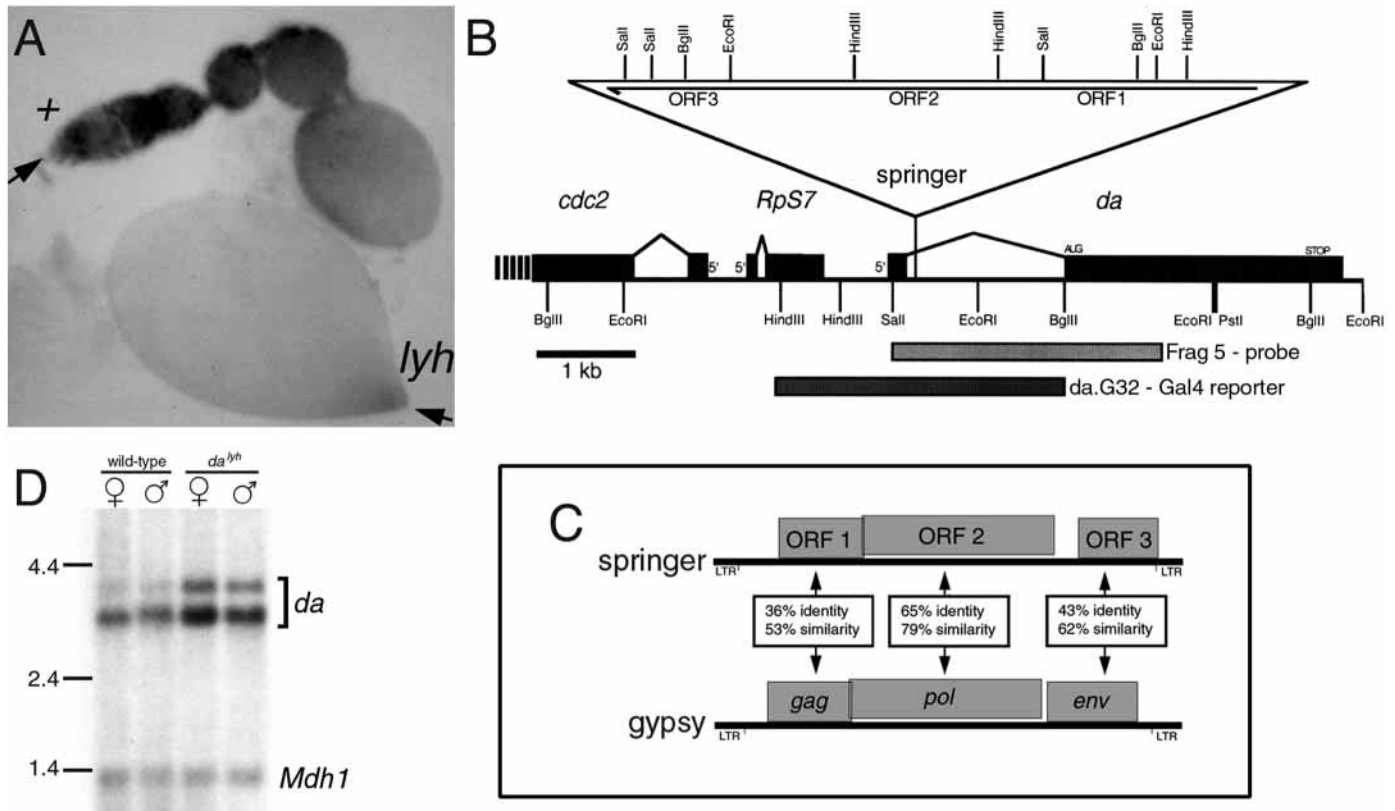 A
+
lyh
B
SalI
SalI
BglII
EcoRI
HindIII
HindIII
SalI
BglII
EcoRI
HindIII
ORF3
ORF2
ORF1
springer
cdc2
RpS7
da
5'
5'
5'
ALG
STOP
BglII
EcoRI
HindIII
HindIII
SalI
EcoRI
BglII
EcoRI
PstI
BglII
EcoRI
1 kb
Frag 5 - probe
da.G32 - Gal4 reporter
D
wild-type
da lyh
♀ ♂ ♀ ♂
4.4
da
2.4
1.4
Mdh1
C
springer
ORF 1
ORF 2
ORF 3
LTR
LTR
36% identity
53% similarity
65% identity
79% similarity
43% identity
62% similarity
gypsy
gag
pol
env
LTR
LTR